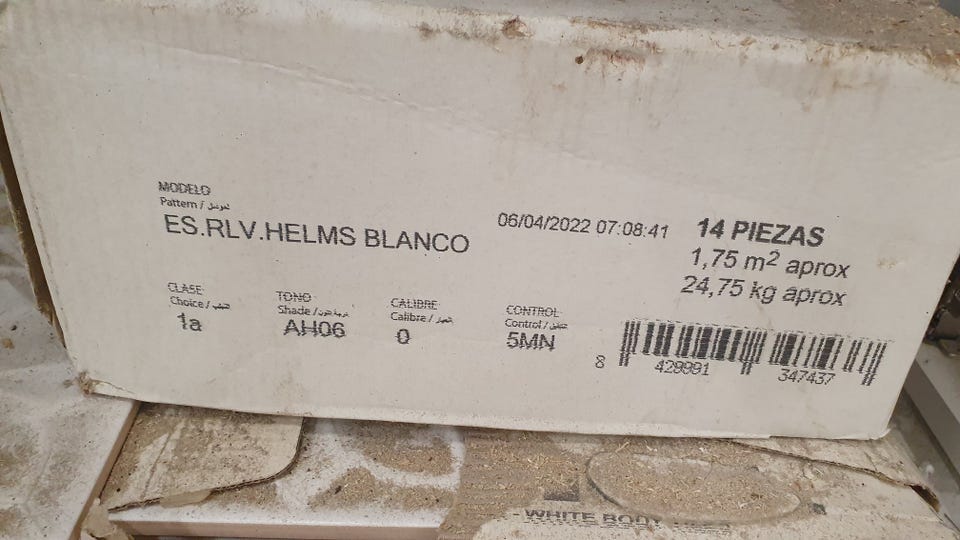 MODELO
Pattern /
ES.RLV.HELMS BLANCO
06/04/2022 07:08:41
14 PIEZAS
1,75 m2 aprox
24,75 kg aprox
CLASE
Choice /
1a
TONO
Shade /
AH06
CALIBRE
Calibre /
0
CONTROL
Control /
5MN
8 429991 347437
- WHITE BODY TILES